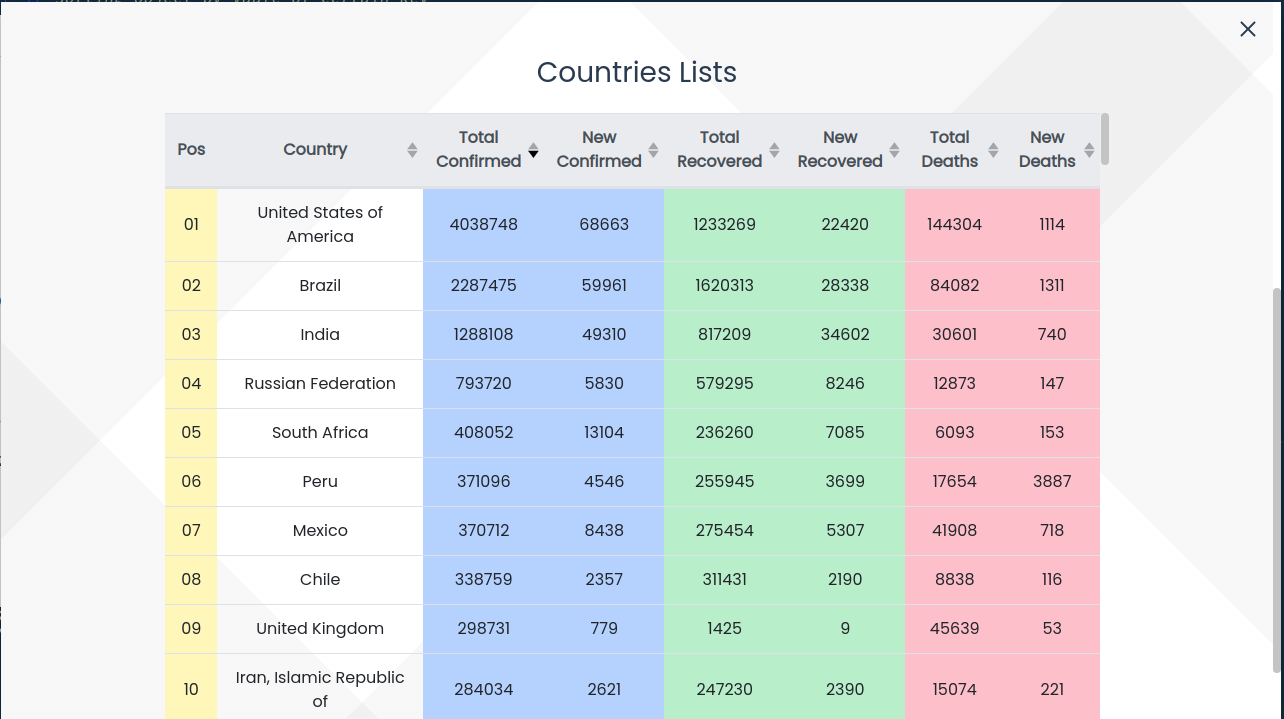 Countries Lists
Pos Country Total Confirmed New Confirmed Total Recovered New Recovered Total Deaths New Deaths
01 United States of America 4038748 68663 1233269 22420 144304 1114
02 Brazil 2287475 59961 1620313 28338 84082 1311
03 India 1288108 49310 817209 34602 30601 740
04 Russian Federation 793720 5830 579295 8246 12873 147
05 South Africa 408052 13104 236260 7085 6093 153
06 Peru 371096 4546 255945 3699 17654 3887
07 Mexico 370712 8438 275454 5307 41908 718
08 Chile 338759 2357 311431 2190 8838 116
09 United Kingdom 298731 779 1425 9 45639 53
10 Iran, Islamic Republic of 284034 2621 247230 2390 15074 221